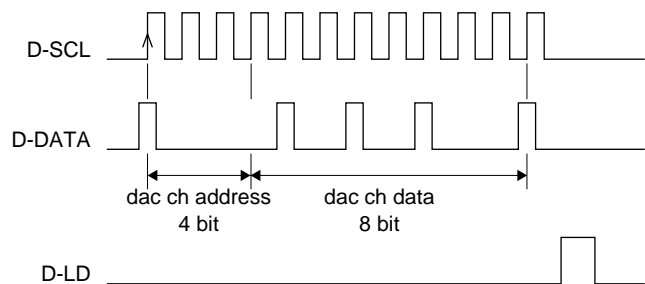 D-SCL
D-DATA
dac ch address
4 bit
dac ch data
8 bit
D-LD